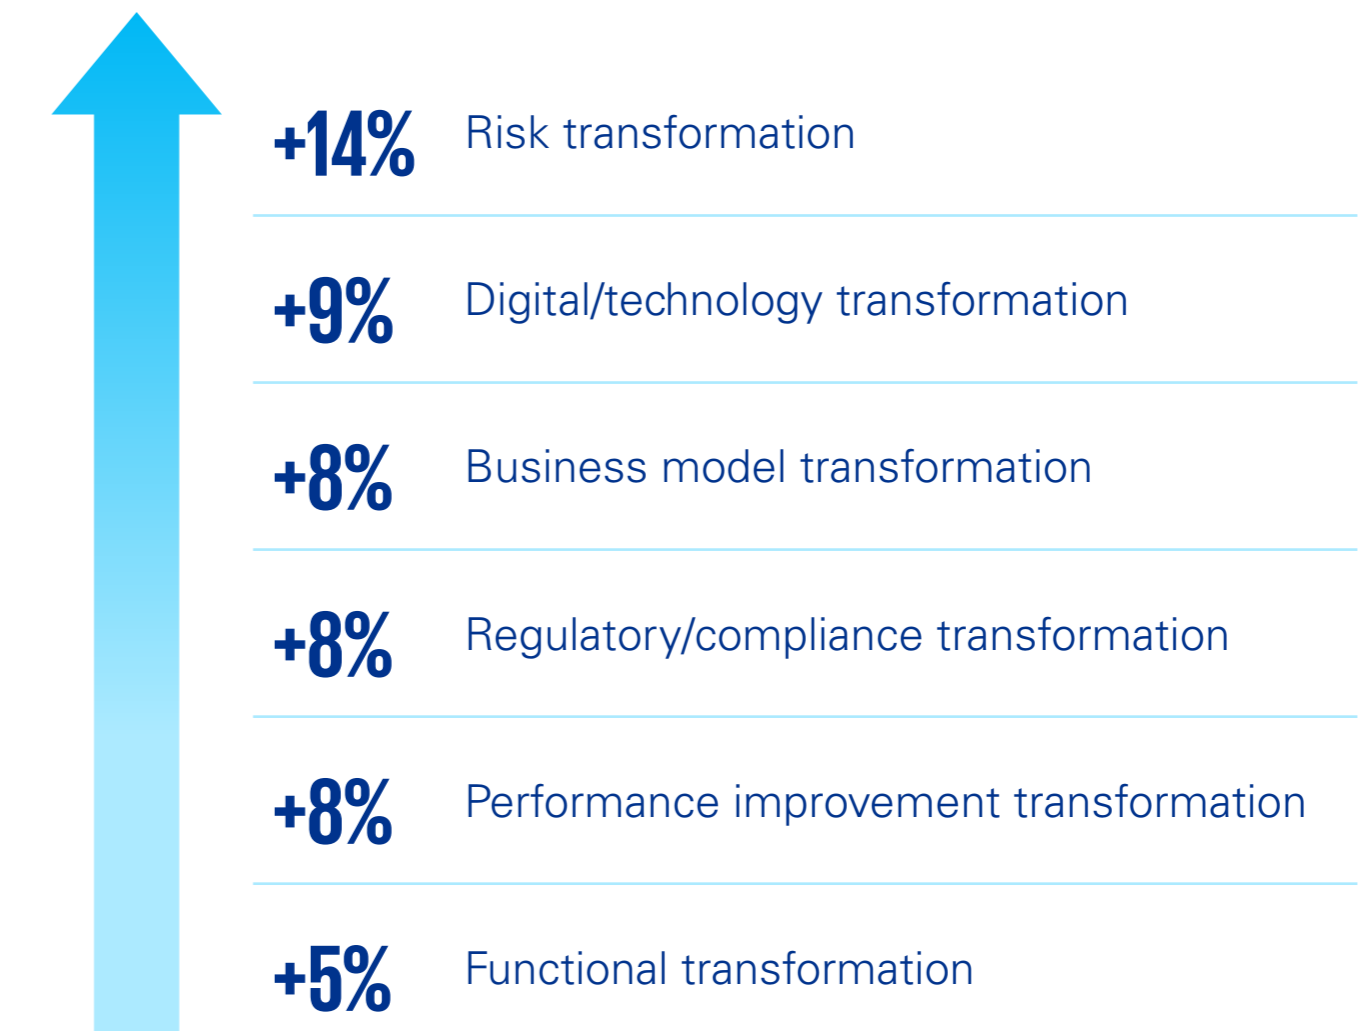 +14% Risk transformation
+9% Digital/technology transformation
+8% Business model transformation
+8% Regulatory/compliance transformation
+8% Performance improvement transformation
+5% Functional transformation